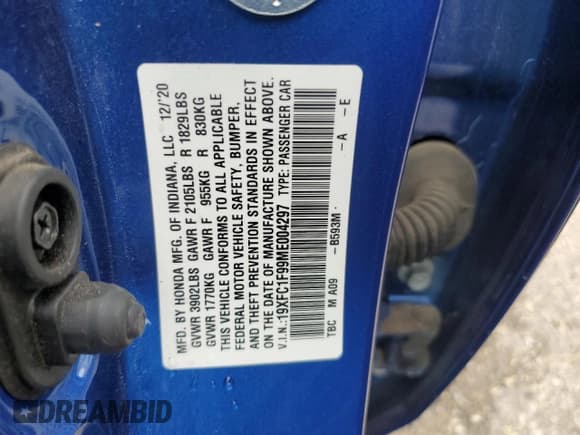 MFD. BY HONDA MFG. OF INDIANA, LLC 12/'20
GVWR 3902LBS GAWR F 2105LBS R 1829LBS
GVWR 1770KG GAWR F 955KG R 830KG
THIS VEHICLE CONFORMS TO ALL APPLICABLE
FEDERAL MOTOR VEHICLE SAFETY, BUMPER,
AND THEFT PREVENTION STANDARDS IN EFFECT
ON THE DATE OF MANUFACTURE SHOWN ABOVE.
V.I.N.:19XFC1F99ME004297 TYPE: PASSENGER CAR
TBC M A09 -B593M- -A -E
DREAMBID